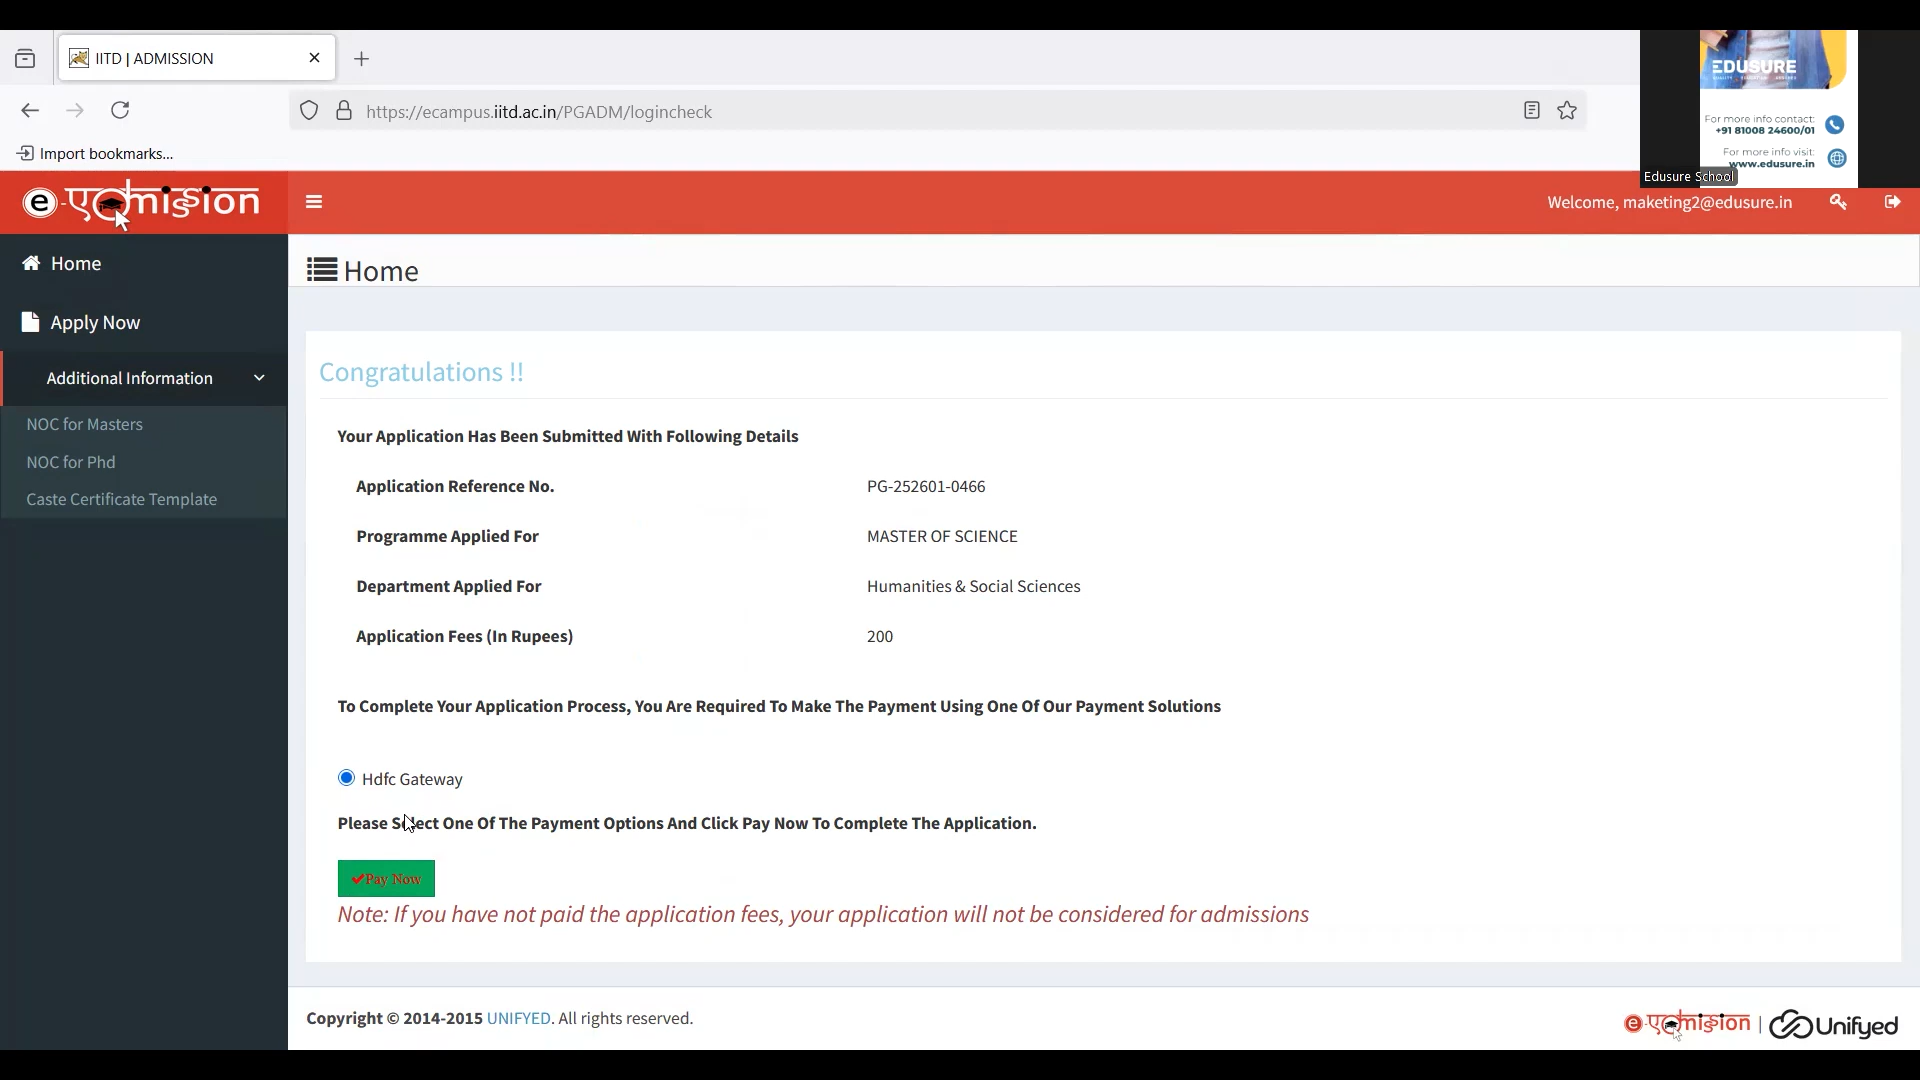 IITD | ADMISSION
https://ecampus.iitd.ac.in/PGADM/logincheck
Import bookmarks...
EDUSURE
For more info contact:
+91 81008 24600/01
For more info visit:
www.edusure.in
Edusure School
e-एdmission
Welcome, maketing2@edusure.in
Home
Apply Now
Additional Information
NOC for Masters
NOC for Phd
Caste Certificate Template
Home
Congratulations !!
Your Application Has Been Submitted With Following Details
Application Reference No. PG-252601-0466
Programme Applied For MASTER OF SCIENCE
Department Applied For Humanities & Social Sciences
Application Fees (In Rupees) 200
To Complete Your Application Process, You Are Required To Make The Payment Using One Of Our Payment Solutions
Hdfc Gateway
Please Select One Of The Payment Options And Click Pay Now To Complete The Application.
Pay Now
Note: If you have not paid the application fees, your application will not be considered for admissions
Copyright © 2014-2015 UNIFYED. All rights reserved.
e-एdmission | Unifyed